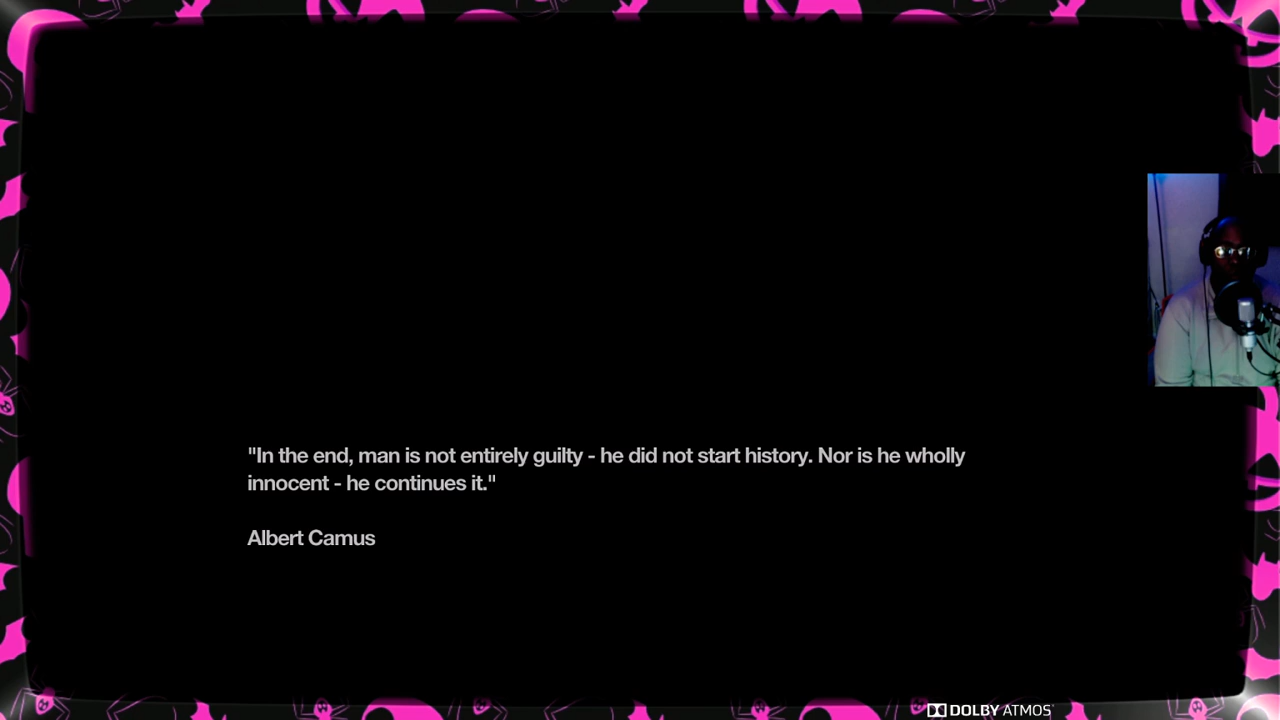 "In the end, man is not entirely guilty - he did not start history. Nor is he wholly
innocent - he continues it."
Albert Camus
DOLBY ATMOS